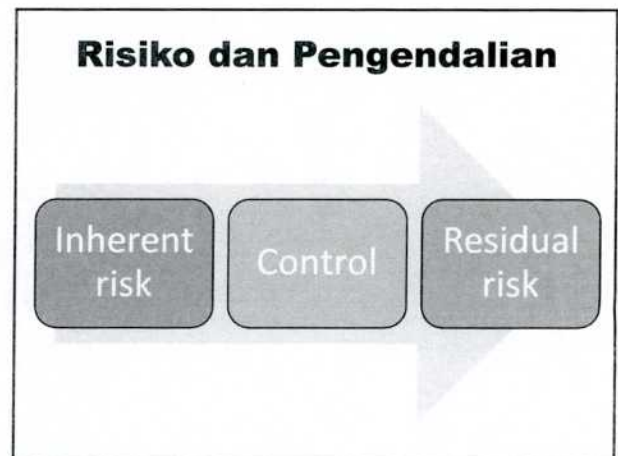 Risiko dan Pengendalian
Inherent
risk
Control
Residual
risk